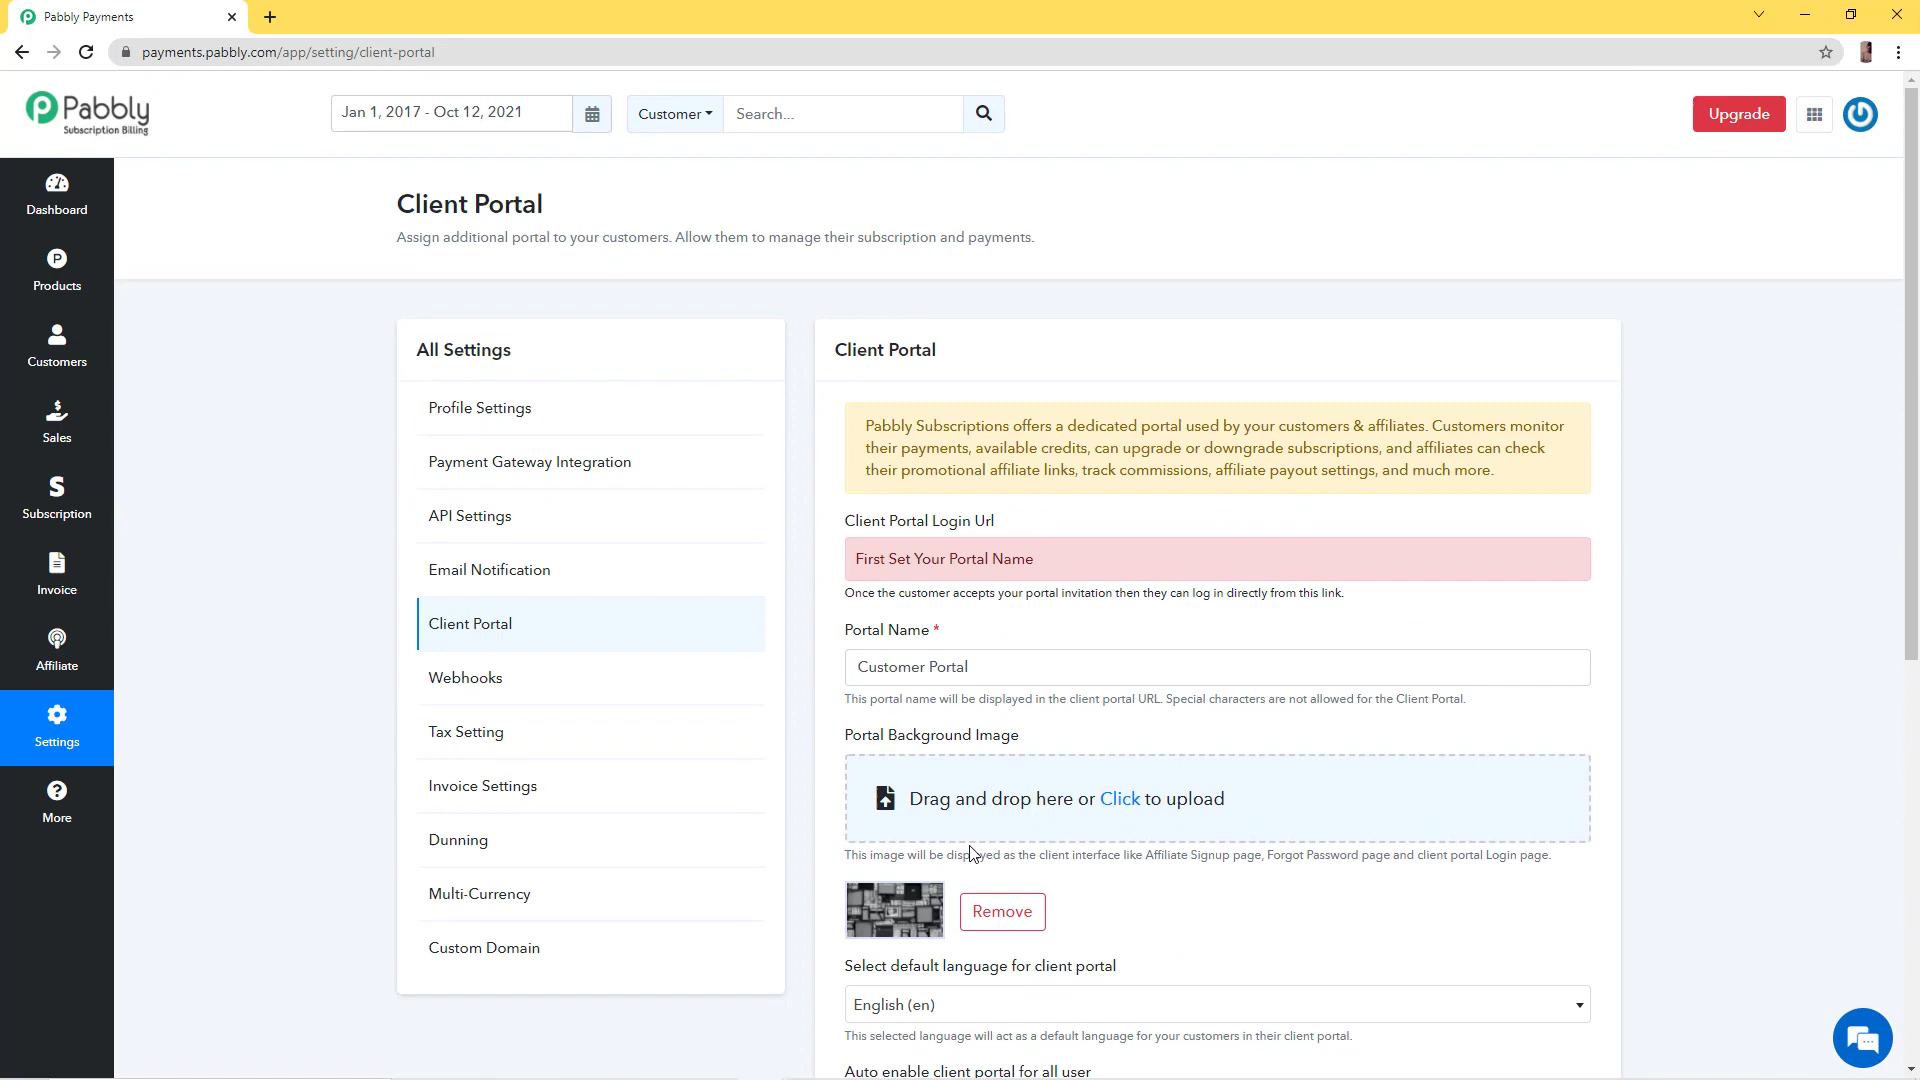 Pabbly Payments
payments.pabbly.com/app/setting/client-portal
Pabbly
Subscription Billing
Jan 1, 2017 - Oct 12, 2021
Customer
Search...
Upgrade
Dashboard
Products
Customers
Sales
Subscription
Invoice
Affiliate
Settings
More
Client Portal
Assign additional portal to your customers. Allow them to manage their subscription and payments.
All Settings
Profile Settings
Payment Gateway Integration
API Settings
Email Notification
Client Portal
Webhooks
Tax Setting
Invoice Settings
Dunning
Multi-Currency
Custom Domain
Client Portal
Pabbly Subscriptions offers a dedicated portal used by your customers & affiliates. Customers monitor
their payments, available credits, can upgrade or downgrade subscriptions, and affiliates can check
their promotional affiliate links, track commissions, affiliate payout settings, and much more.
Client Portal Login Url
First Set Your Portal Name
Once the customer accepts your portal invitation then they can log in directly from this link.
Portal Name *
Customer Portal
This portal name will be displayed in the client portal URL. Special characters are not allowed for the Client Portal.
Portal Background Image
Drag and drop here or Click to upload
This image will be displayed as the client interface like Affiliate Signup page, Forgot Password page and client portal Login page.
Remove
Select default language for client portal
English (en)
This selected language will act as a default language for your customers in their client portal.
Auto enable client portal for all user